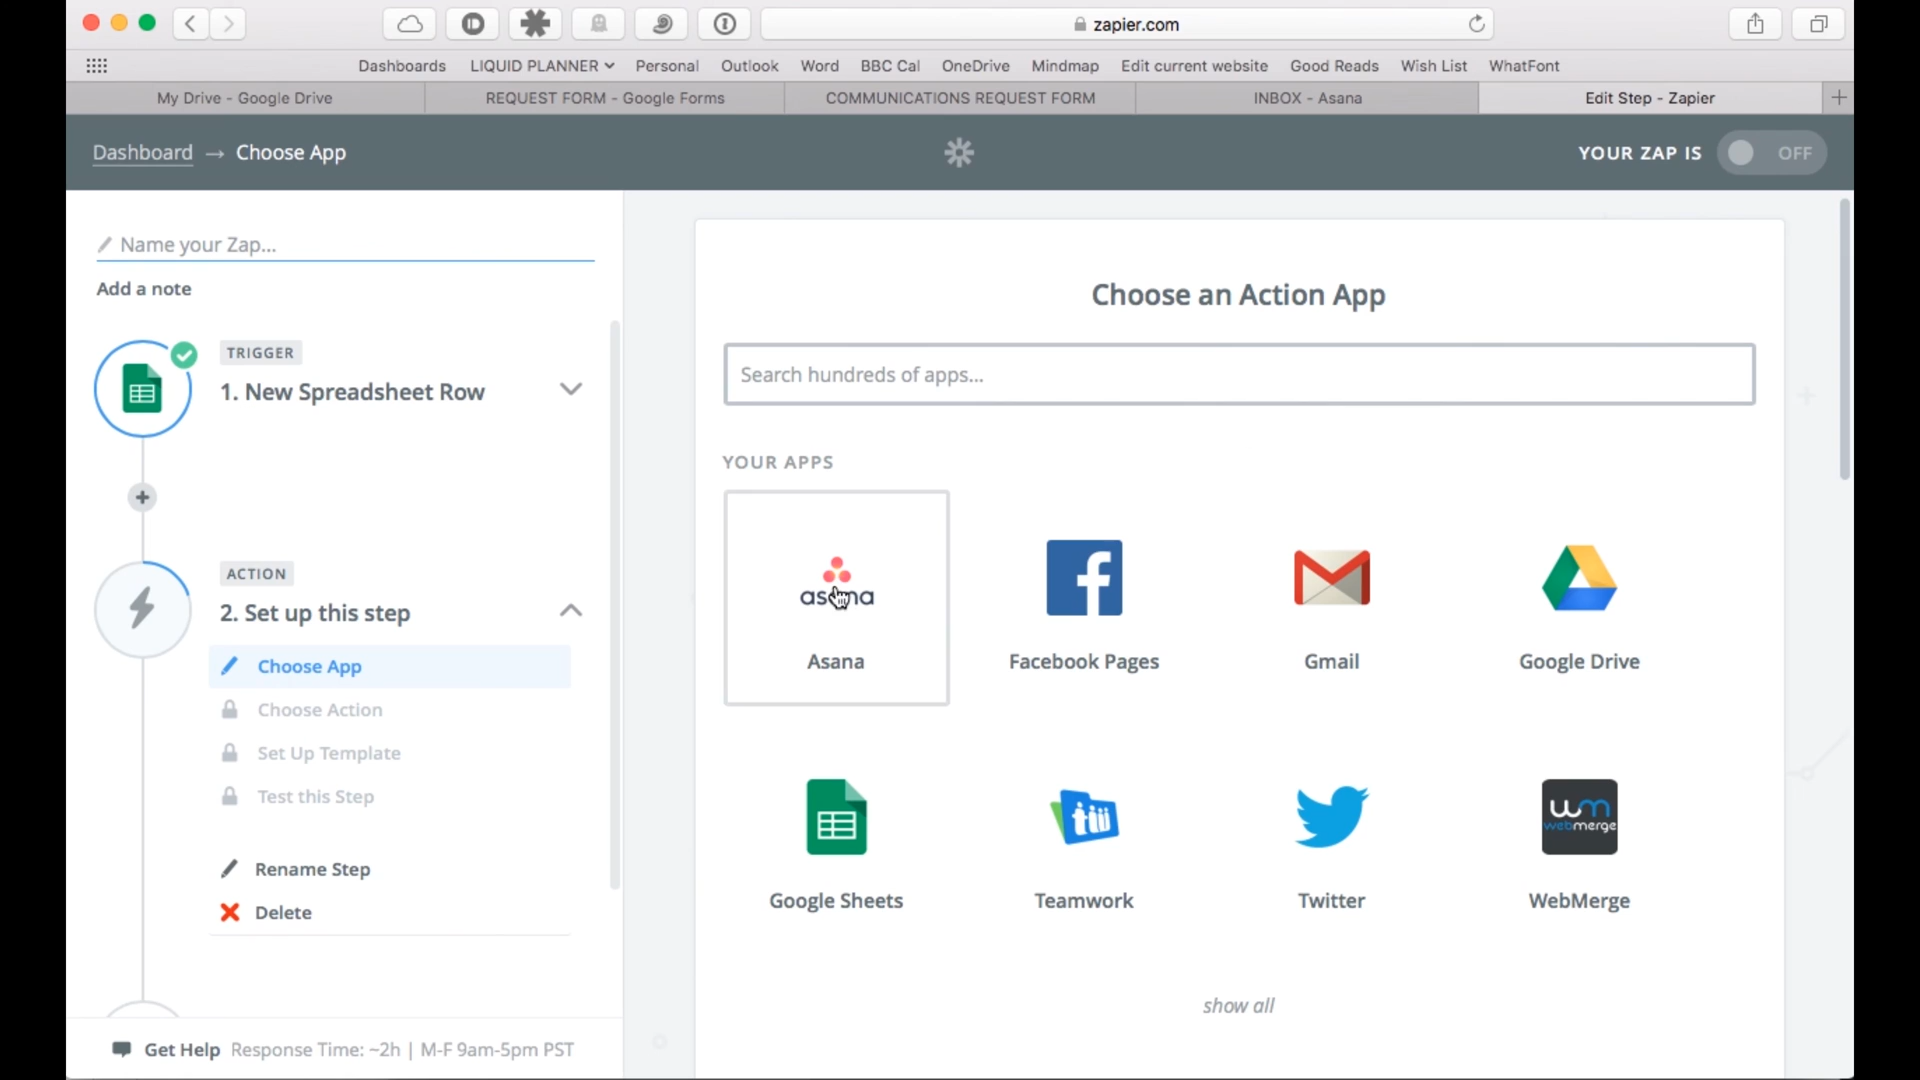 zapier.com
Dashboards LIQUID PLANNER Personal Outlook Word BBC Cal OneDrive Mindmap Edit current website Good Reads Wish List WhatFont
My Drive - Google Drive REQUEST FORM - Google Forms COMMUNICATIONS REQUEST FORM INBOX - Asana Edit Step - Zapier
Dashboard → Choose App YOUR ZAP IS OFF
Name your Zap...
Add a note
TRIGGER
1. New Spreadsheet Row
ACTION
2. Set up this step
Choose App
Choose Action
Set Up Template
Test this Step
Rename Step
Delete
Get Help Response Time: ~2h | M-F 9am-5pm PST
Choose an Action App
Search hundreds of apps...
YOUR APPS
asana
Asana Facebook Pages Gmail Google Drive
wm
webmerge
Google Sheets Teamwork Twitter WebMerge
show all